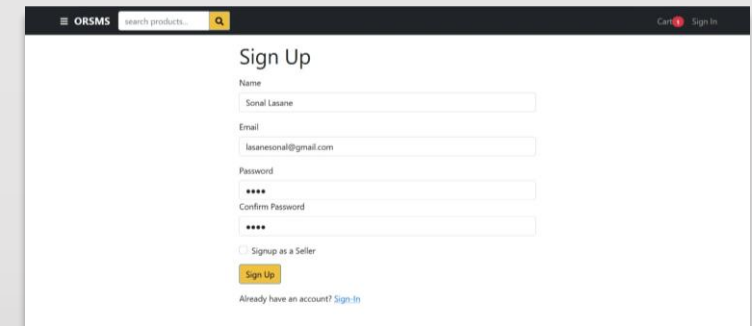 ORSMS search products.. Cart 1 Sign In
Sign Up
Name
Sonal Lasane
Email
lasanesonal@gmail.com
Password
••••
Confirm Password
••••
Signup as a Seller
Sign Up
Already have an account? Sign-In